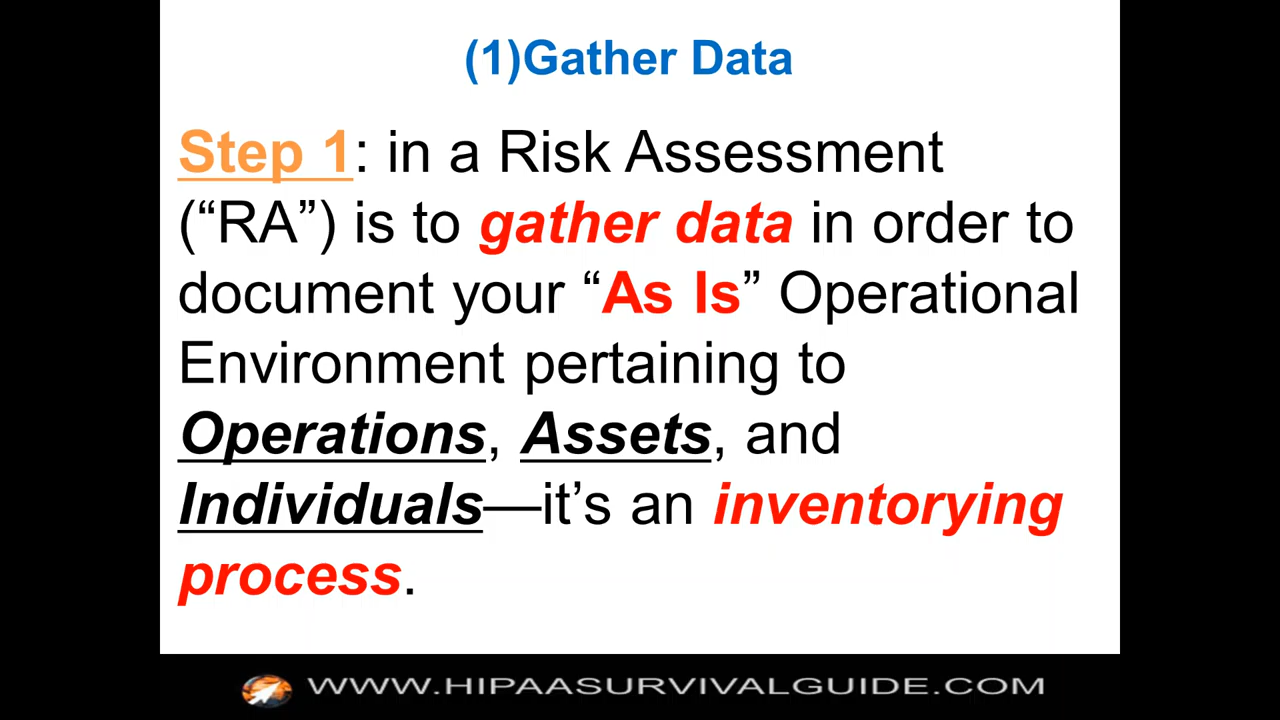 (1)Gather Data
Step 1: in a Risk Assessment
(“RA”) is to gather data in order to
document your “As Is” Operational
Environment pertaining to
Operations, Assets, and
Individuals—it’s an inventorying
process.
WWW.HIPAASURVIVALGUIDE.COM